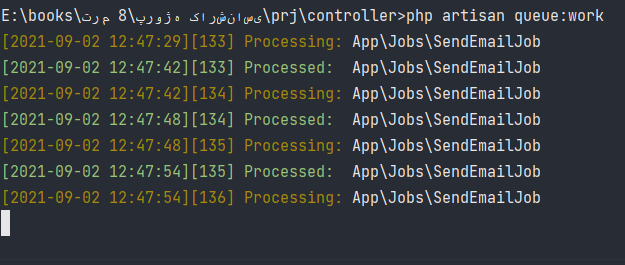 E:\books\ترم 8\پروژه کارشناسی\prj\controller>php artisan queue:work
[2021-09-02 12:47:29][133] Processing: App\Jobs\SendEmailJob
[2021-09-02 12:47:42][133] Processed:  App\Jobs\SendEmailJob
[2021-09-02 12:47:42][134] Processing: App\Jobs\SendEmailJob
[2021-09-02 12:47:48][134] Processed:  App\Jobs\SendEmailJob
[2021-09-02 12:47:48][135] Processing: App\Jobs\SendEmailJob
[2021-09-02 12:47:54][135] Processed:  App\Jobs\SendEmailJob
[2021-09-02 12:47:54][136] Processing: App\Jobs\SendEmailJob